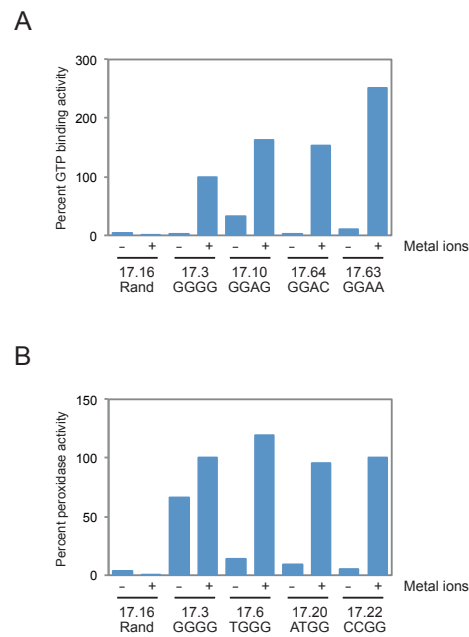 A
Percent GTP binding activity
300
200
100
0
– + – + – + – + – + Metal ions
17.16 17.3 17.10 17.64 17.63
Rand GGGG GGAG GGAC GGAA
B
Percent peroxidase activity
150
100
50
0
– + – + – + – + – + Metal ions
17.16 17.3 17.6 17.20 17.22
Rand GGGG TGGG ATGG CCGG